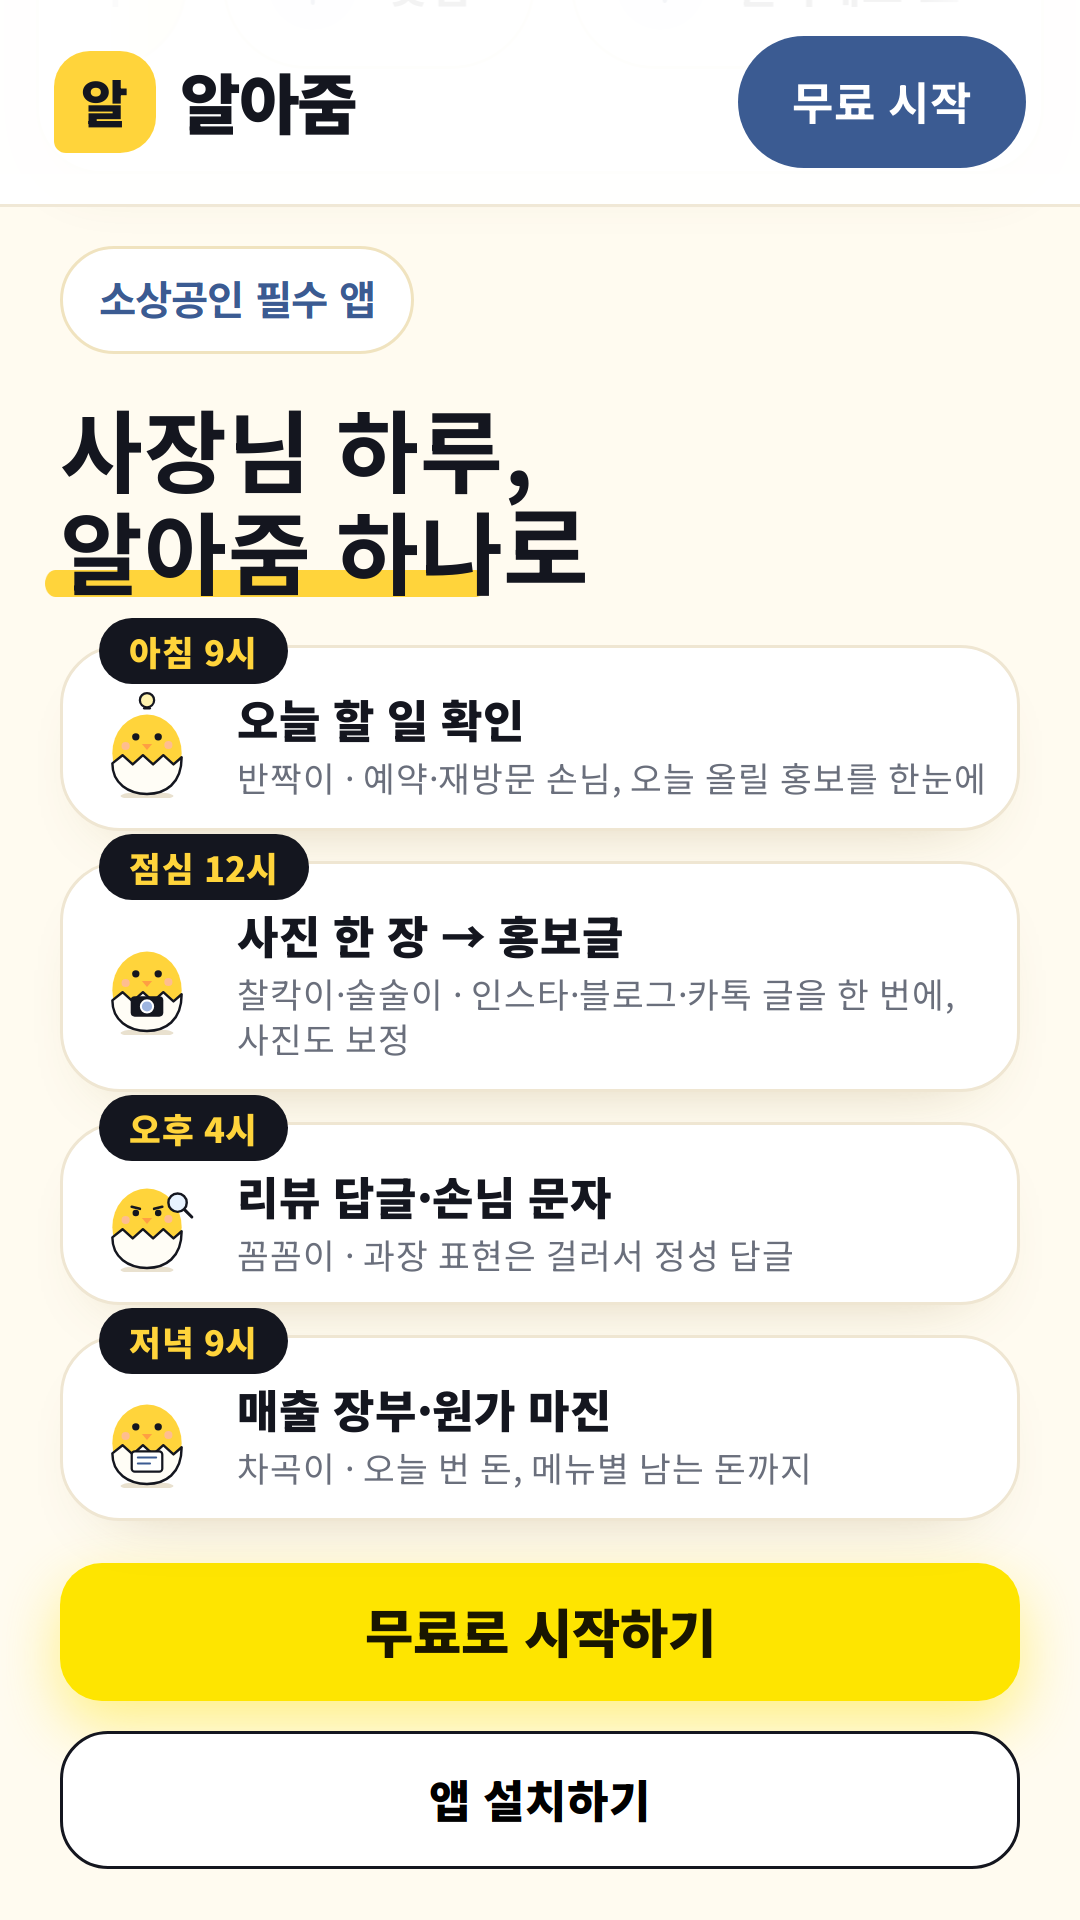 알 알아줌
무료 시작
소상공인 필수 앱
사장님 하루,
알아줌 하나로
아침 9시
오늘 할 일 확인
반짝이 · 예약·재방문 손님, 오늘 올릴 홍보를 한눈에
점심 12시
사진 한 장 → 홍보글
찰칵이·술술이 · 인스타·블로그·카톡 글을 한 번에,
사진도 보정
오후 4시
리뷰 답글·손님 문자
꼼꼼이 · 과장 표현은 걸러서 정성 답글
저녁 9시
매출 장부·원가 마진
차곡이 · 오늘 번 돈, 메뉴별 남는 돈까지
무료로 시작하기
앱 설치하기